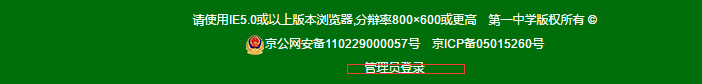 请使用IE5.0或以上版本浏览器,分辩率800×600或更高 第一中学版权所有 ©
京公网安备110229000057号 京ICP备05015260号
管理员登录